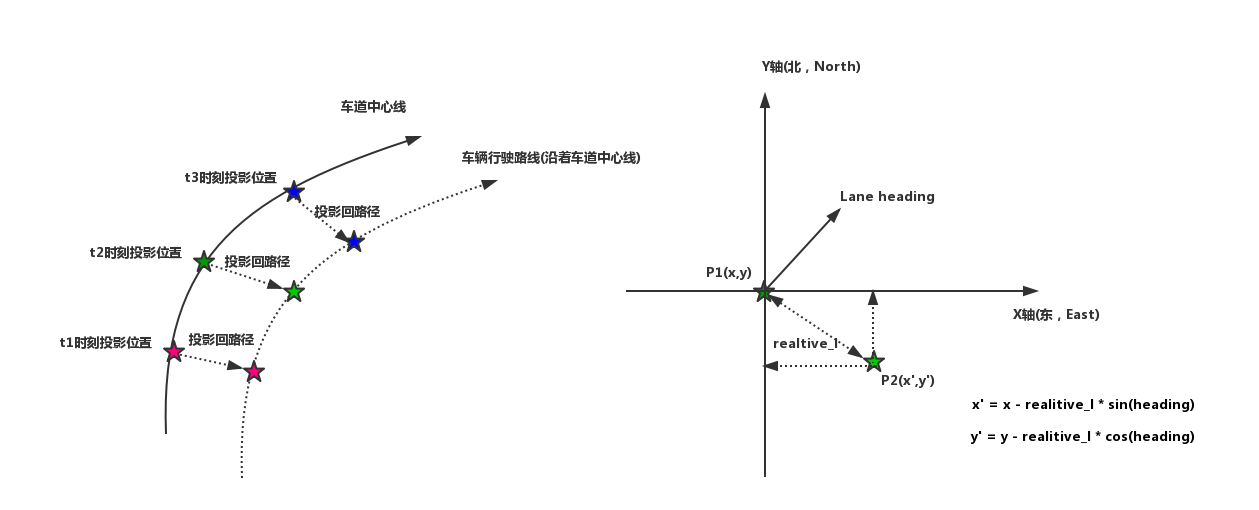 车道中心线
车辆行驶路线(沿着车道中心线)
t3时刻投影位置
投影回路径
t2时刻投影位置
投影回路径
t1时刻投影位置
投影回路径
Y轴(北，North)
Lane heading
P1(x,y)
X轴(东，East)
realtive_l
P2(x',y')
x' = x - realitive_l * sin(heading)
y' = y - realitive_l * cos(heading)